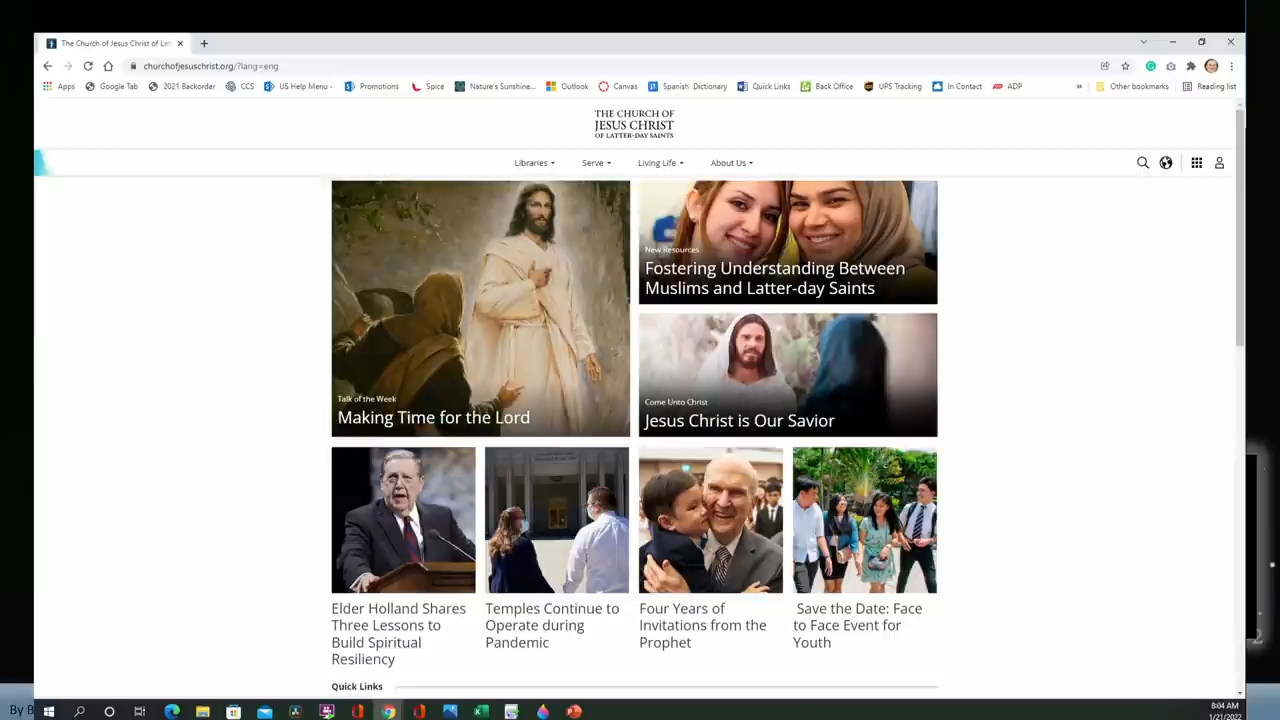 The Church of Jesus Christ of Lat
churchofjesuschrist.org/?lang=eng
Apps
Google Tab
2021 Backorder
CCS
US Help Menu -
Promotions
Spice
Nature's Sunshine...
Outlook
Canvas
Spanish Dictionary
Quick Links
Back Office
UPS Tracking
In Contact
ADP
»
Other bookmarks
Reading list
THE CHURCH OF
JESUS CHRIST
OF LATTER-DAY SAINTS
Libraries
Serve
Living Life
About Us
New Resources
Fostering Understanding Between
Muslims and Latter-day Saints
Talk of the Week
Making Time for the Lord
Come Unto Christ
Jesus Christ is Our Savior
Elder Holland Shares
Three Lessons to
Build Spiritual
Resiliency
Temples Continue to
Operate during
Pandemic
Four Years of
Invitations from the
Prophet
Save the Date: Face
to Face Event for
Youth
Quick Links
By B
8:04 AM
1/21/2022
2